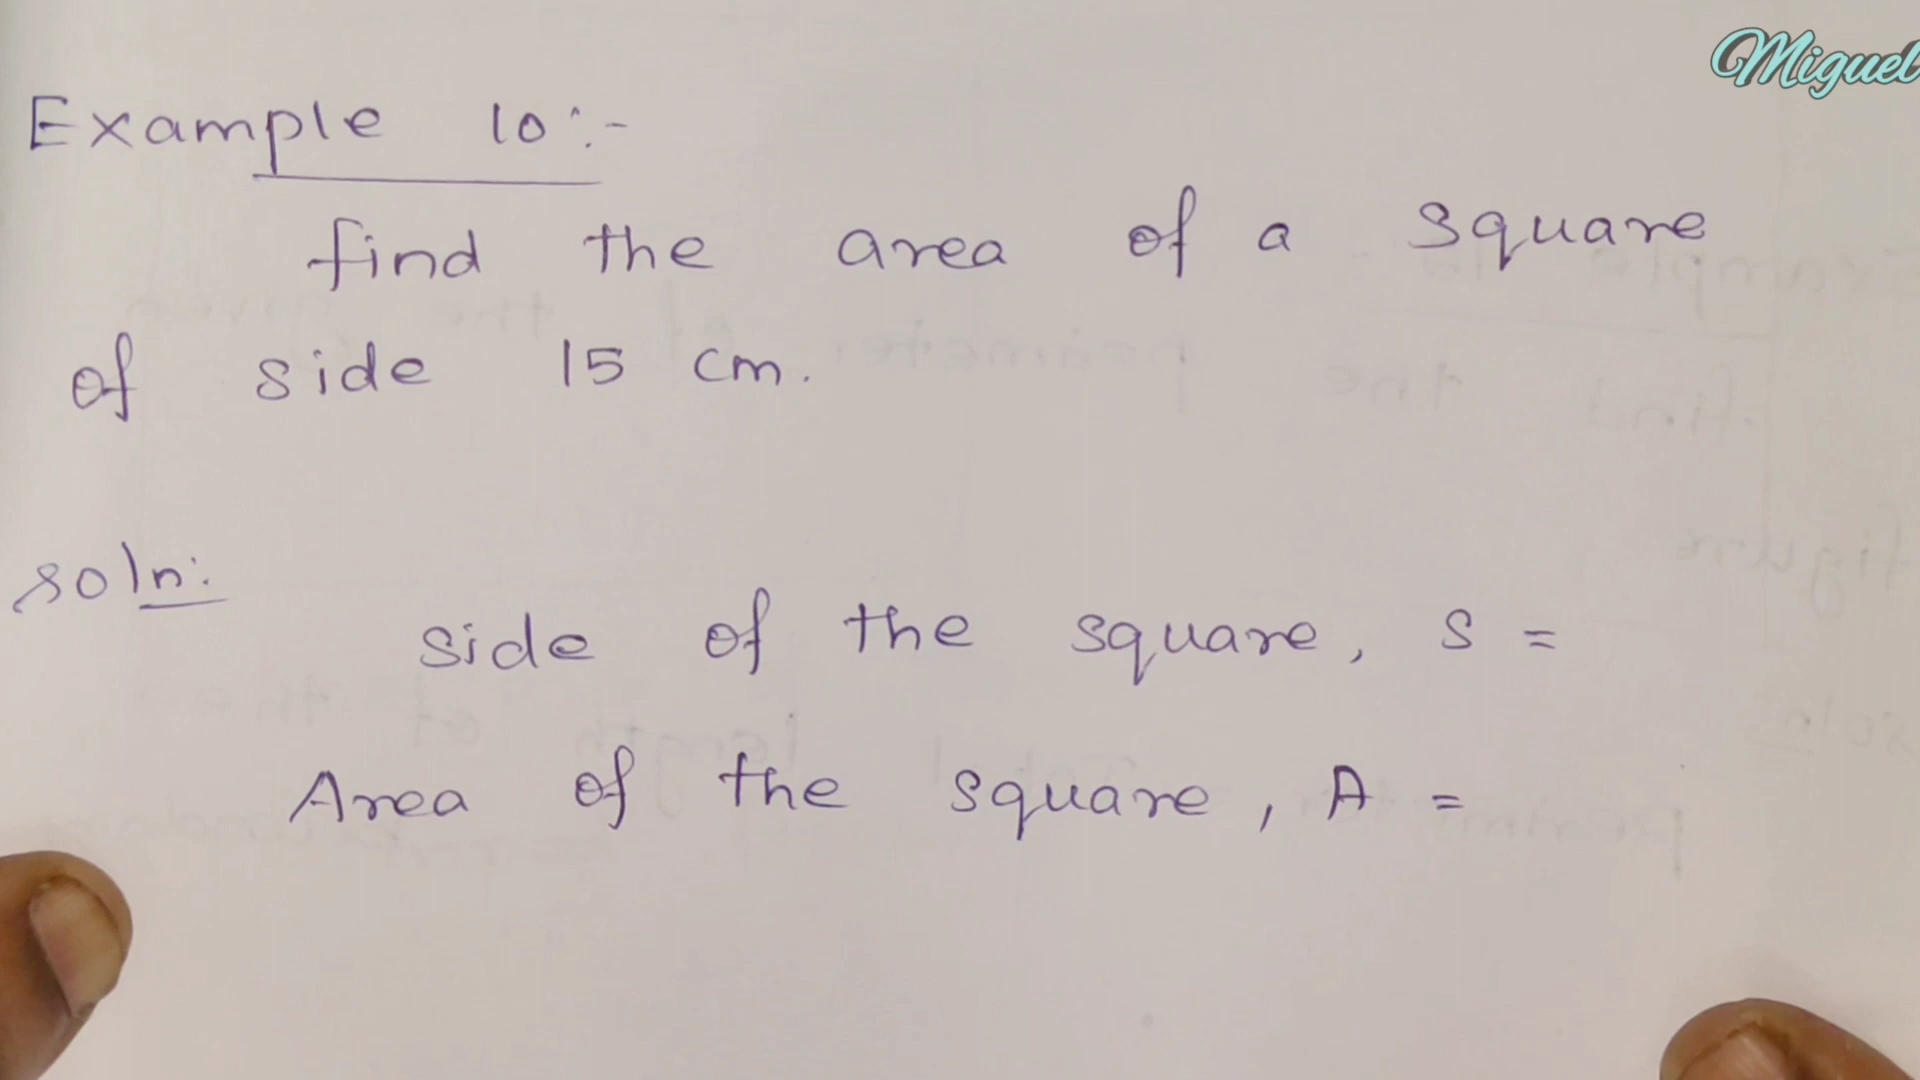 Miguel
Example 10:-
find the area of a square
of side 15 cm.
soln:
side of the square, s =
Area of the square, A =